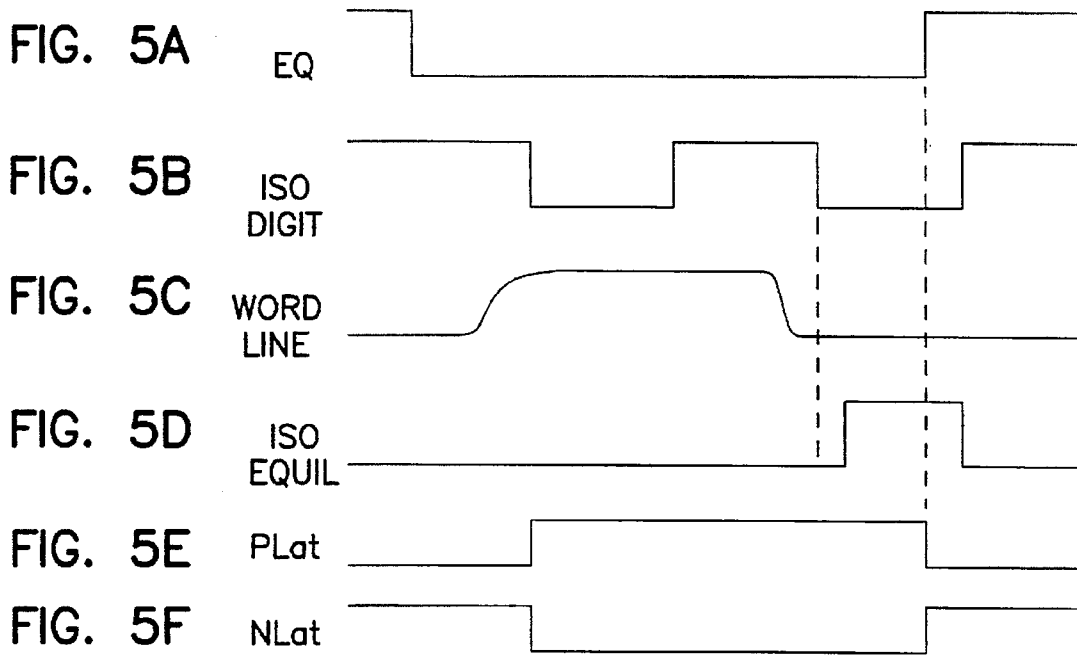 FIG. 5A
EQ
FIG. 5B
ISO
DIGIT
FIG. 5C
WORD
LINE
FIG. 5D
ISO
EQUIL
FIG. 5E
PLat
FIG. 5F
NLat